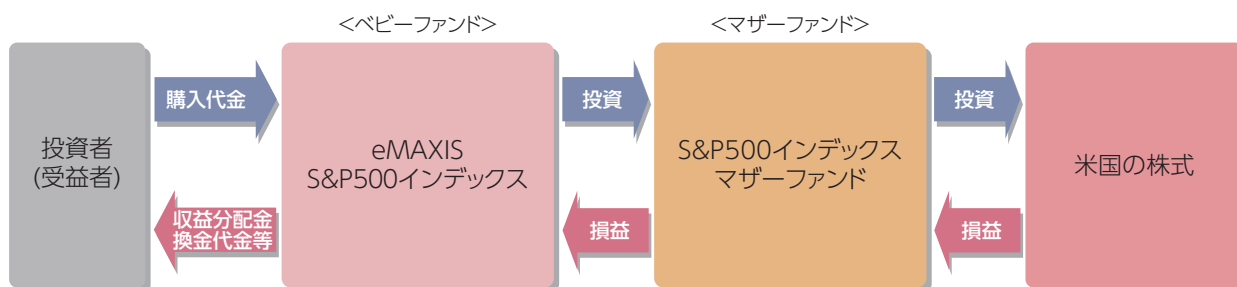 <ベビーファンド>
<マザーファンド>
投資者
(受益者)
購入代金
収益分配金
換金代金等
eMAXIS
S&P500インデックス
投資
損益
S&P500インデックス
マザーファンド
投資
損益
米国の株式